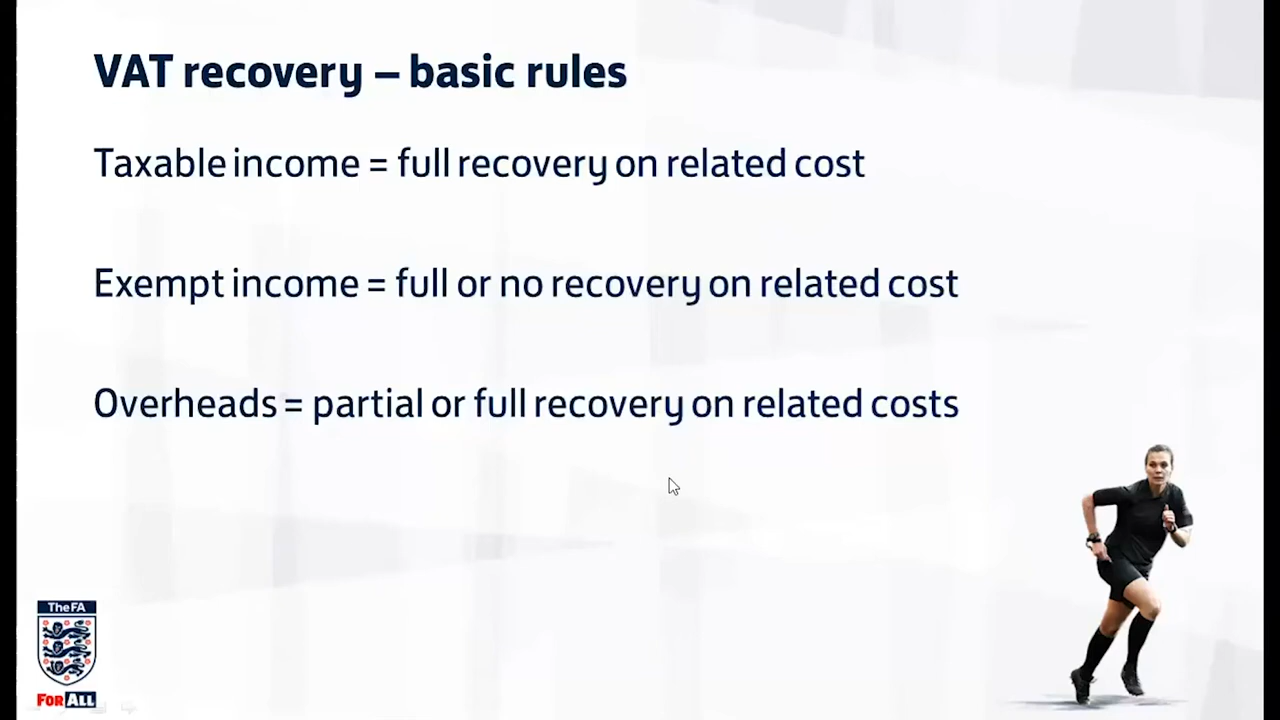 VAT recovery – basic rules
Taxable income = full recovery on related cost
Exempt income = full or no recovery on related cost
Overheads = partial or full recovery on related costs
The FA
FOR ALL